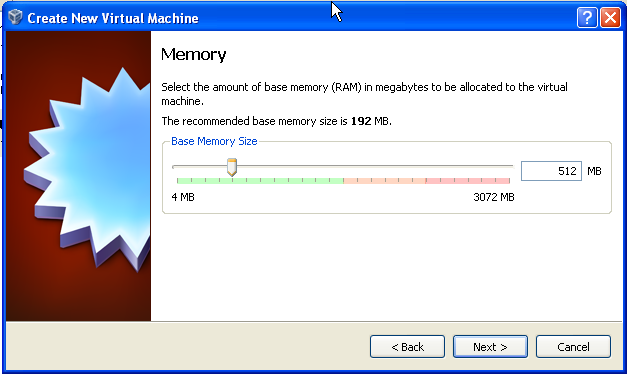 Create New Virtual Machine
Memory
Select the amount of base memory (RAM) in megabytes to be allocated to the virtual
machine.
The recommended base memory size is 192 MB.
Base Memory Size
512 MB
4 MB 3072 MB
< Back Next > Cancel